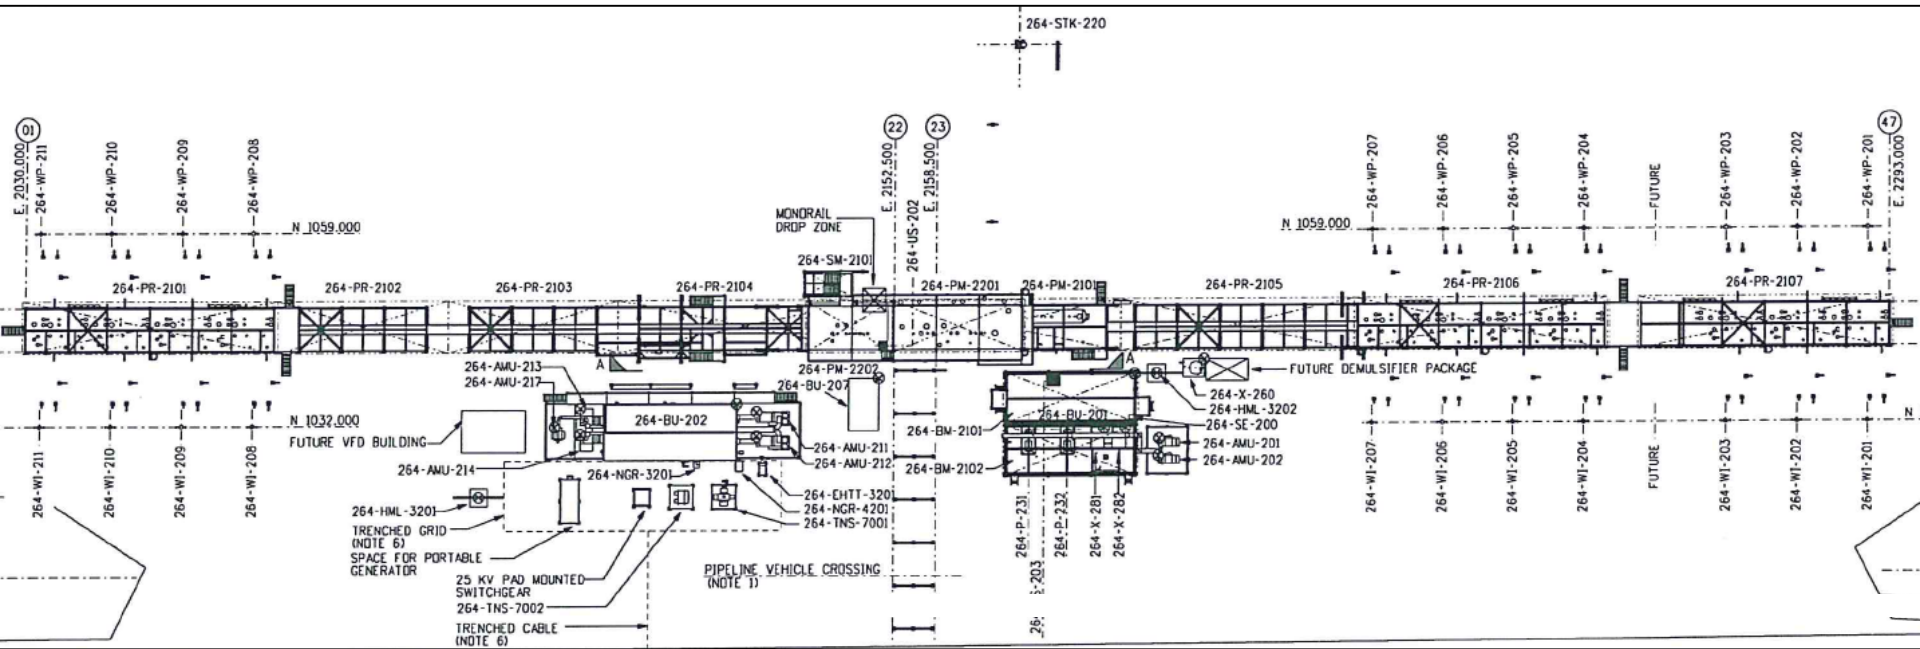 264-STK-220
01
22
23
47
E. 2030.000
264-WP-211
264-WP-210
264-WP-209
264-WP-208
E. 2152.500
264-US-202
E. 2158.500
264-WP-207
264-WP-206
264-WP-205
264-WP-204
FUTURE
264-WP-203
264-WP-202
264-WP-201
E. 2293.000
N 1059.000
MONORAIL
DROP ZONE
N 1059.000
264-SM-2101
264-PR-2101
264-PR-2102
264-PR-2103
264-PR-2104
264-PM-2201
264-PM-2101
264-PR-2105
264-PR-2106
264-PR-2107
A
A
264-AMU-213
264-AMU-217
264-PM-2202
264-BU-207
FUTURE DEMULSIFIER PACKAGE
264-X-260
264-HML-3202
264-SE-200
N 1032.000
FUTURE VFD BUILDING
264-BU-202
264-BU-201
264-BM-2101
N
264-AMU-211
264-AMU-212
264-AMU-201
264-AMU-202
264-AMU-214
264-NGR-3201
264-BM-2102
264-WI-211
264-WI-210
264-WI-209
264-WI-208
264-WI-207
264-WI-206
264-WI-205
264-WI-204
FUTURE
264-WI-203
264-WI-202
264-WI-201
264-HML-3201
264-EHTT-3201
264-NGR-4201
264-TNS-7001
264-P-231
264-P-232
264-X-281
264-X-282
TRENCHED GRID
(NOTE 6)
SPACE FOR PORTABLE
GENERATOR
25 KV PAD MOUNTED
SWITCHGEAR
264-TNS-7002
PIPELINE VEHICLE CROSSING
(NOTE 1)
TRENCHED CABLE
(NOTE 6)